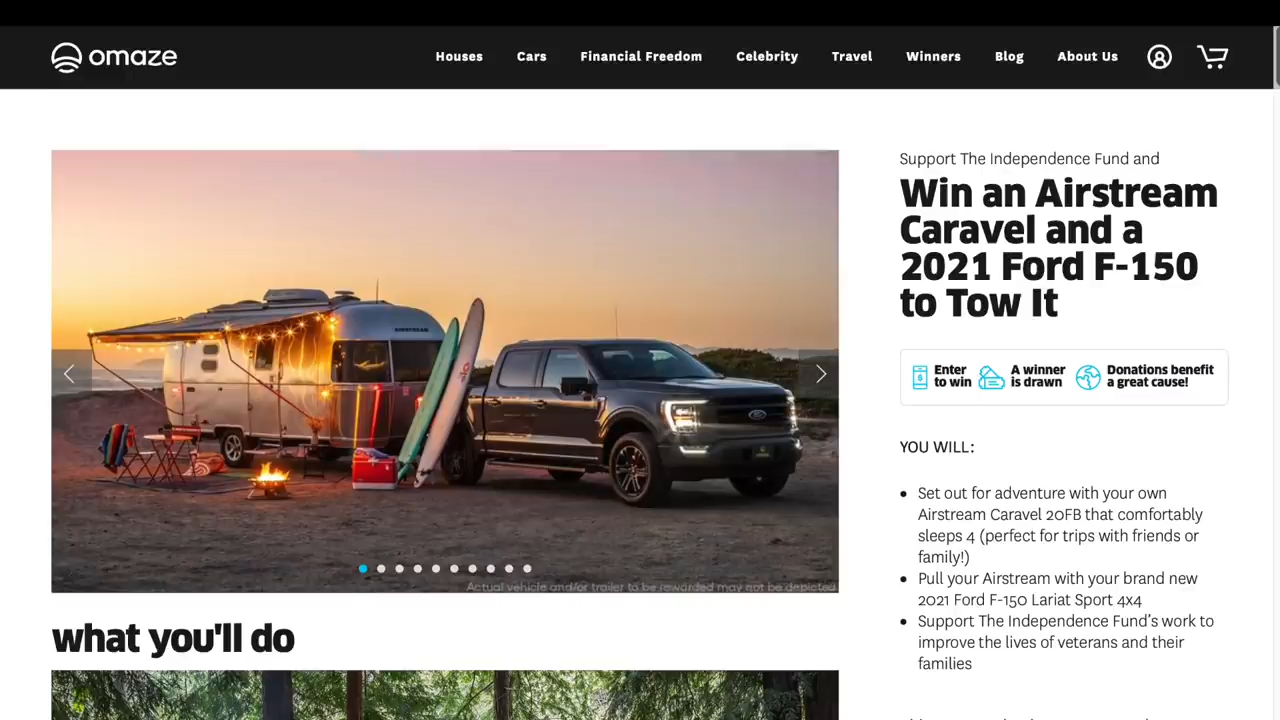 omaze
Houses
Cars
Financial Freedom
Celebrity
Travel
Winners
Blog
About Us
AIRSTREAM
Actual vehicle and/or trailer to be rewarded may not be depicted
what you'll do
Support The Independence Fund and
Win an Airstream
Caravel and a
2021 Ford F-150
to Tow It
Enter
to win
A winner
is drawn
Donations benefit
a great cause!
YOU WILL:
Set out for adventure with your own
Airstream Caravel 20FB that comfortably
sleeps 4 (perfect for trips with friends or
family!)
Pull your Airstream with your brand new
2021 Ford F-150 Lariat Sport 4x4
Support The Independence Fund's work to
improve the lives of veterans and their
families